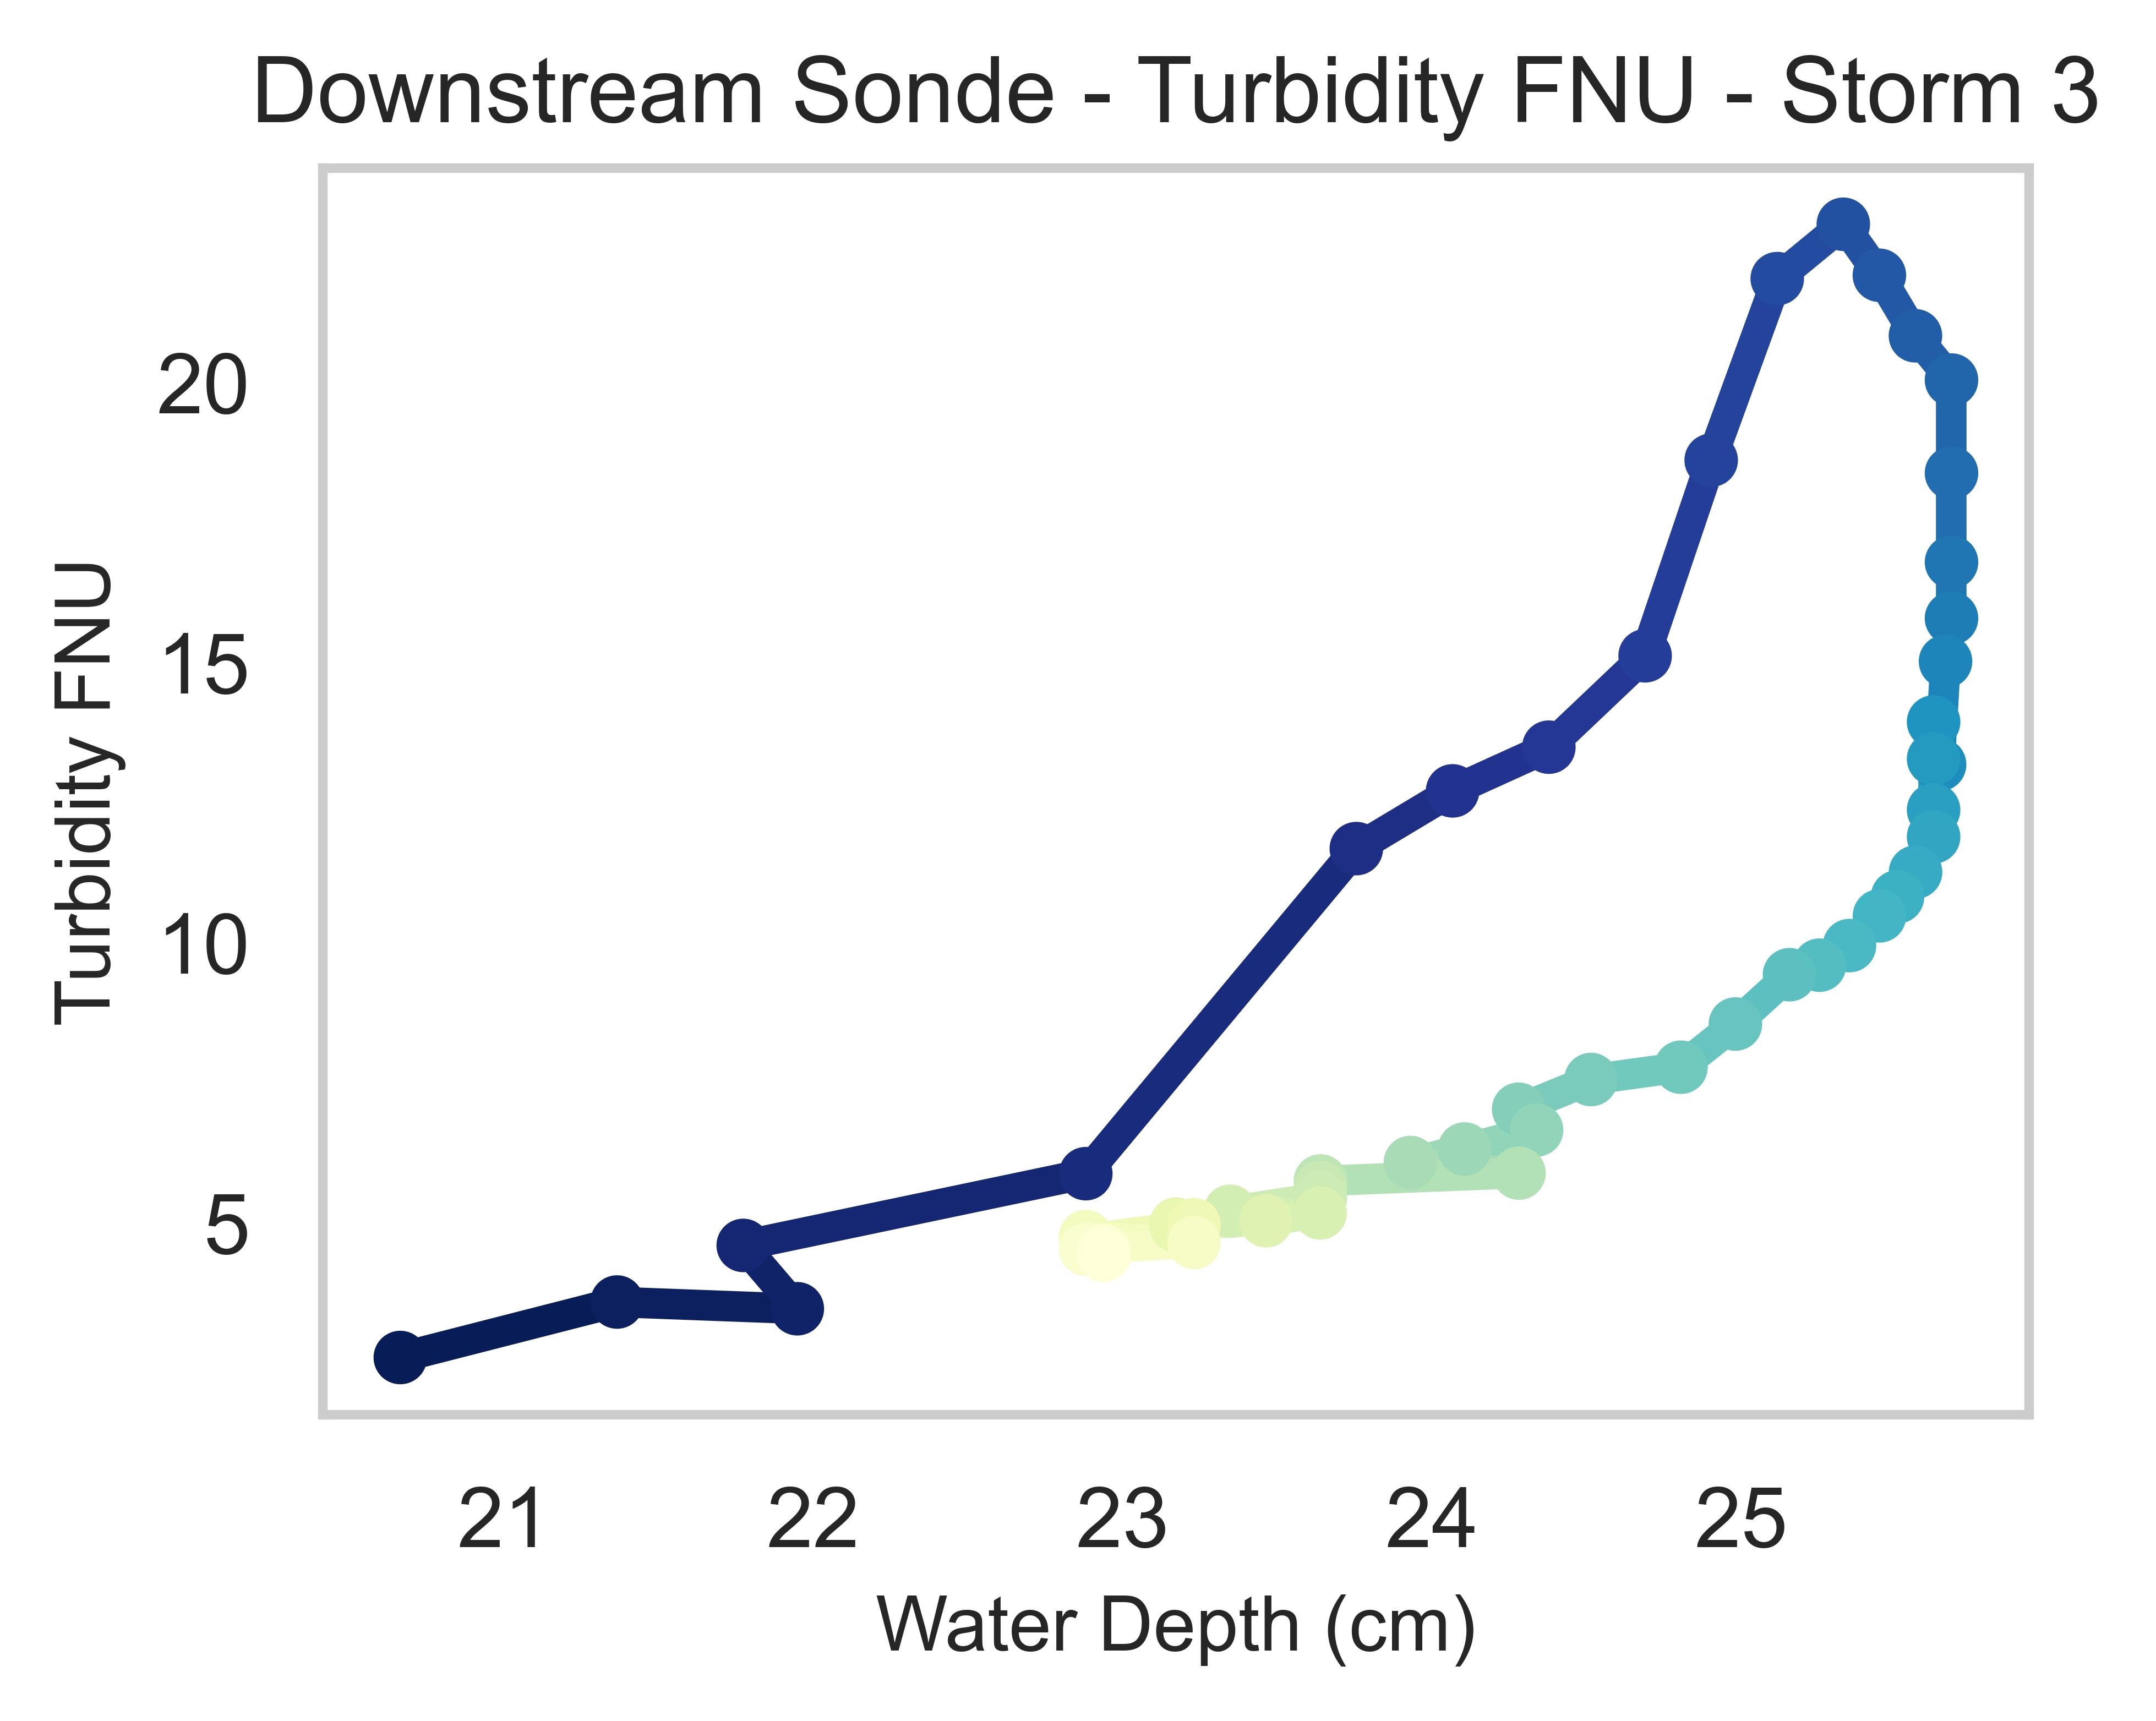 Downstream Sonde - Turbidity FNU - Storm 3
Turbidity FNU
20
15
10
5
21 22 23 24 25
Water Depth (cm)